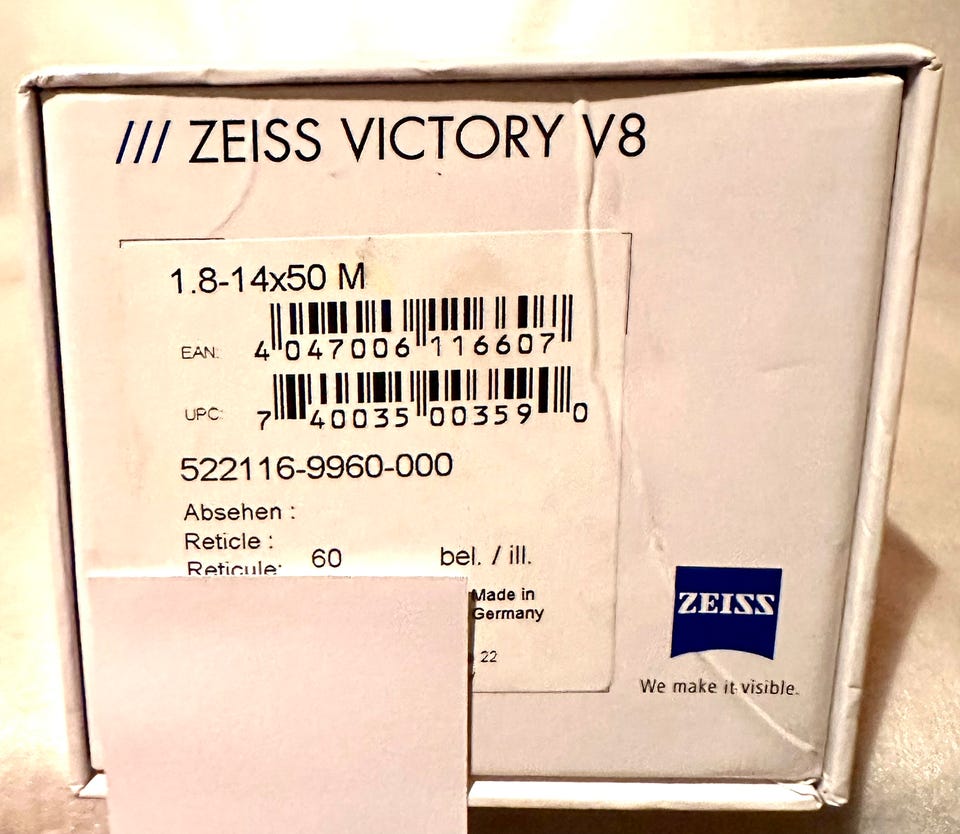 /// ZEISS VICTORY V8
1.8-14x50 M
EAN: 4 047006 116607
UPC: 7 40035 00359 0
522116-9960-000
Absehen :
Reticle :
Reticule: 60 bel. / ill.
Made in
Germany
22
ZEISS
We make it visible.